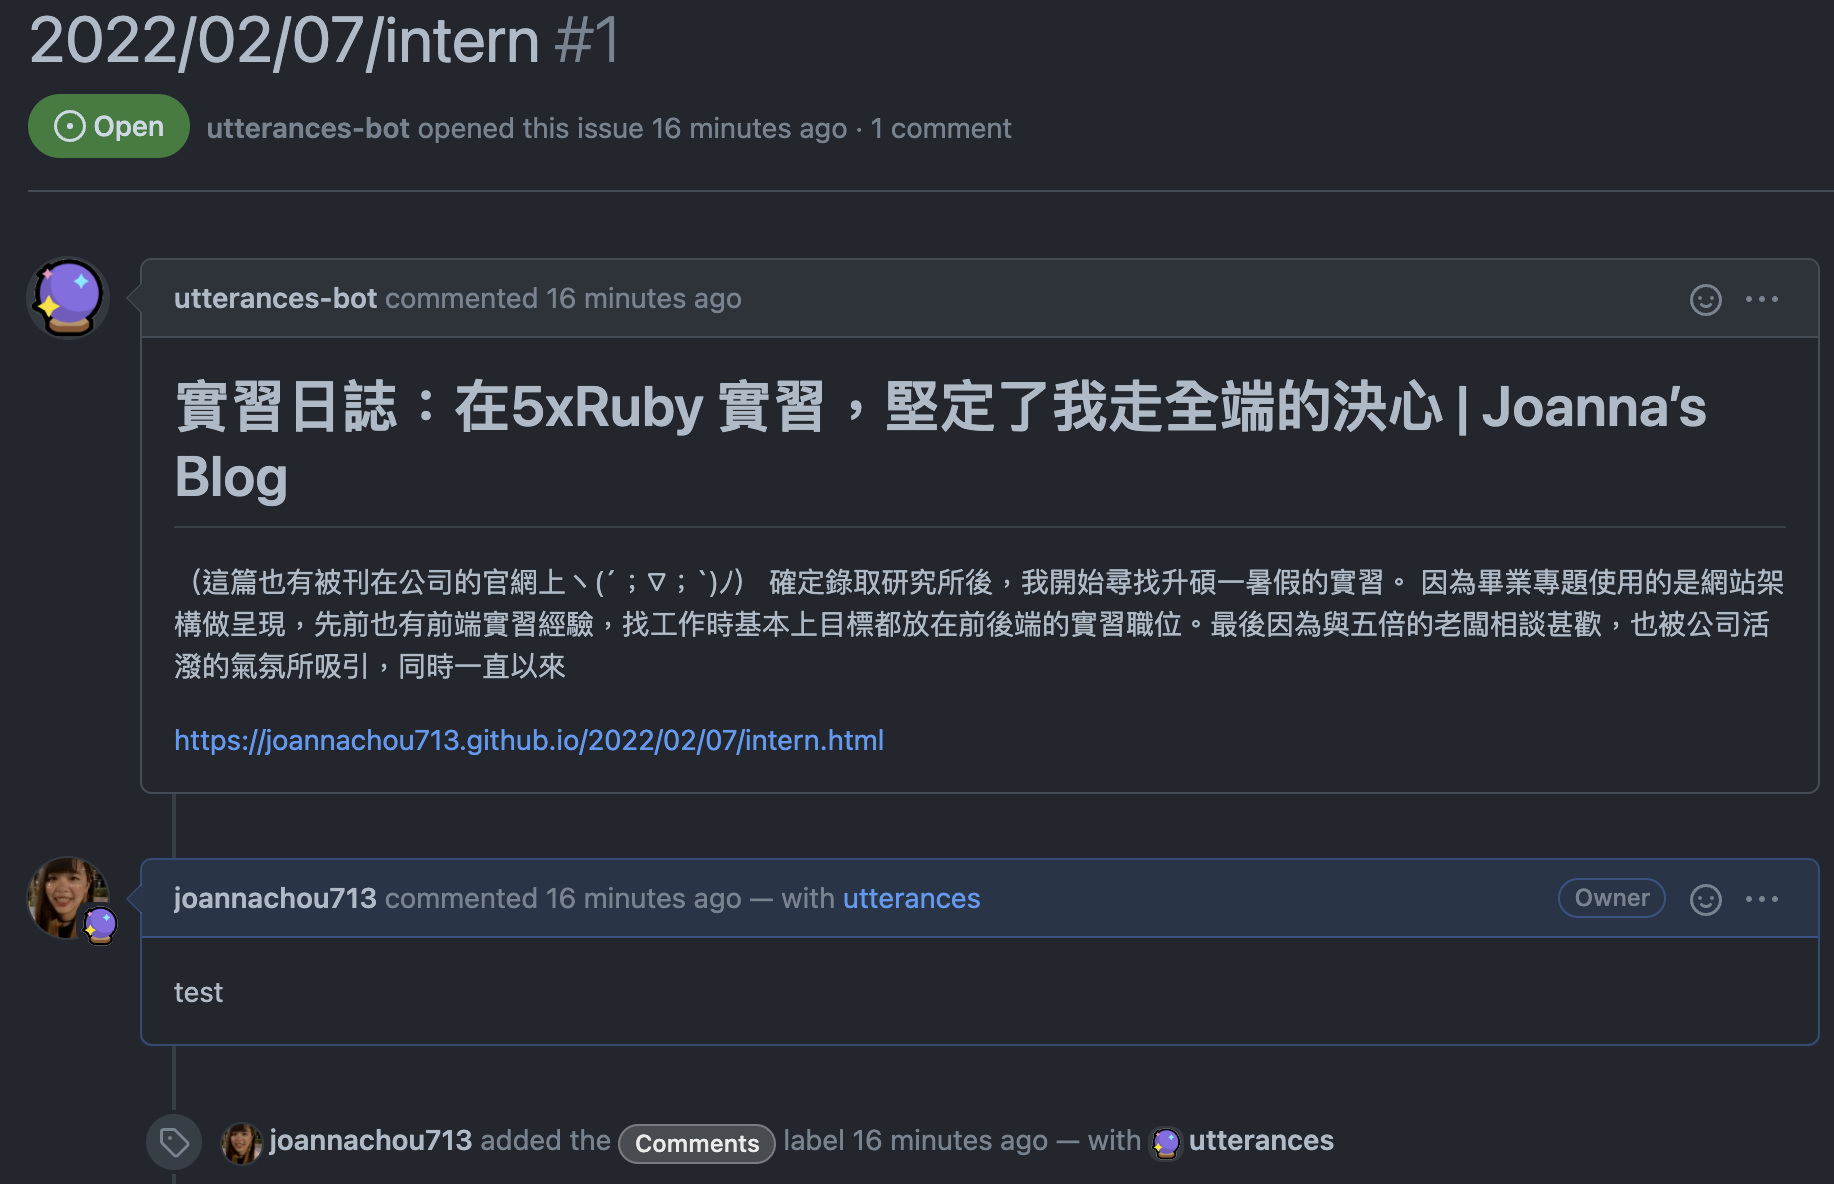 2022/02/07/intern #1
Open utterances-bot opened this issue 16 minutes ago · 1 comment
utterances-bot commented 16 minutes ago
實習日誌：在5xRuby 實習，堅定了我走全端的決心 | Joanna's
Blog
（這篇也有被刊在公司的官網上ヽ(´；∇；`)ﾉ） 確定錄取研究所後，我開始尋找升碩一暑假的實習。 因為畢業專題使用的是網站架
構做呈現，先前也有前端實習經驗，找工作時基本上目標都放在前後端的實習職位。最後因為與五倍的老闆相談甚歡，也被公司活
潑的氣氛所吸引，同時一直以來
https://joannachou713.github.io/2022/02/07/intern.html
joannachou713 commented 16 minutes ago — with utterances Owner
test
joannachou713 added the Comments label 16 minutes ago — with utterances